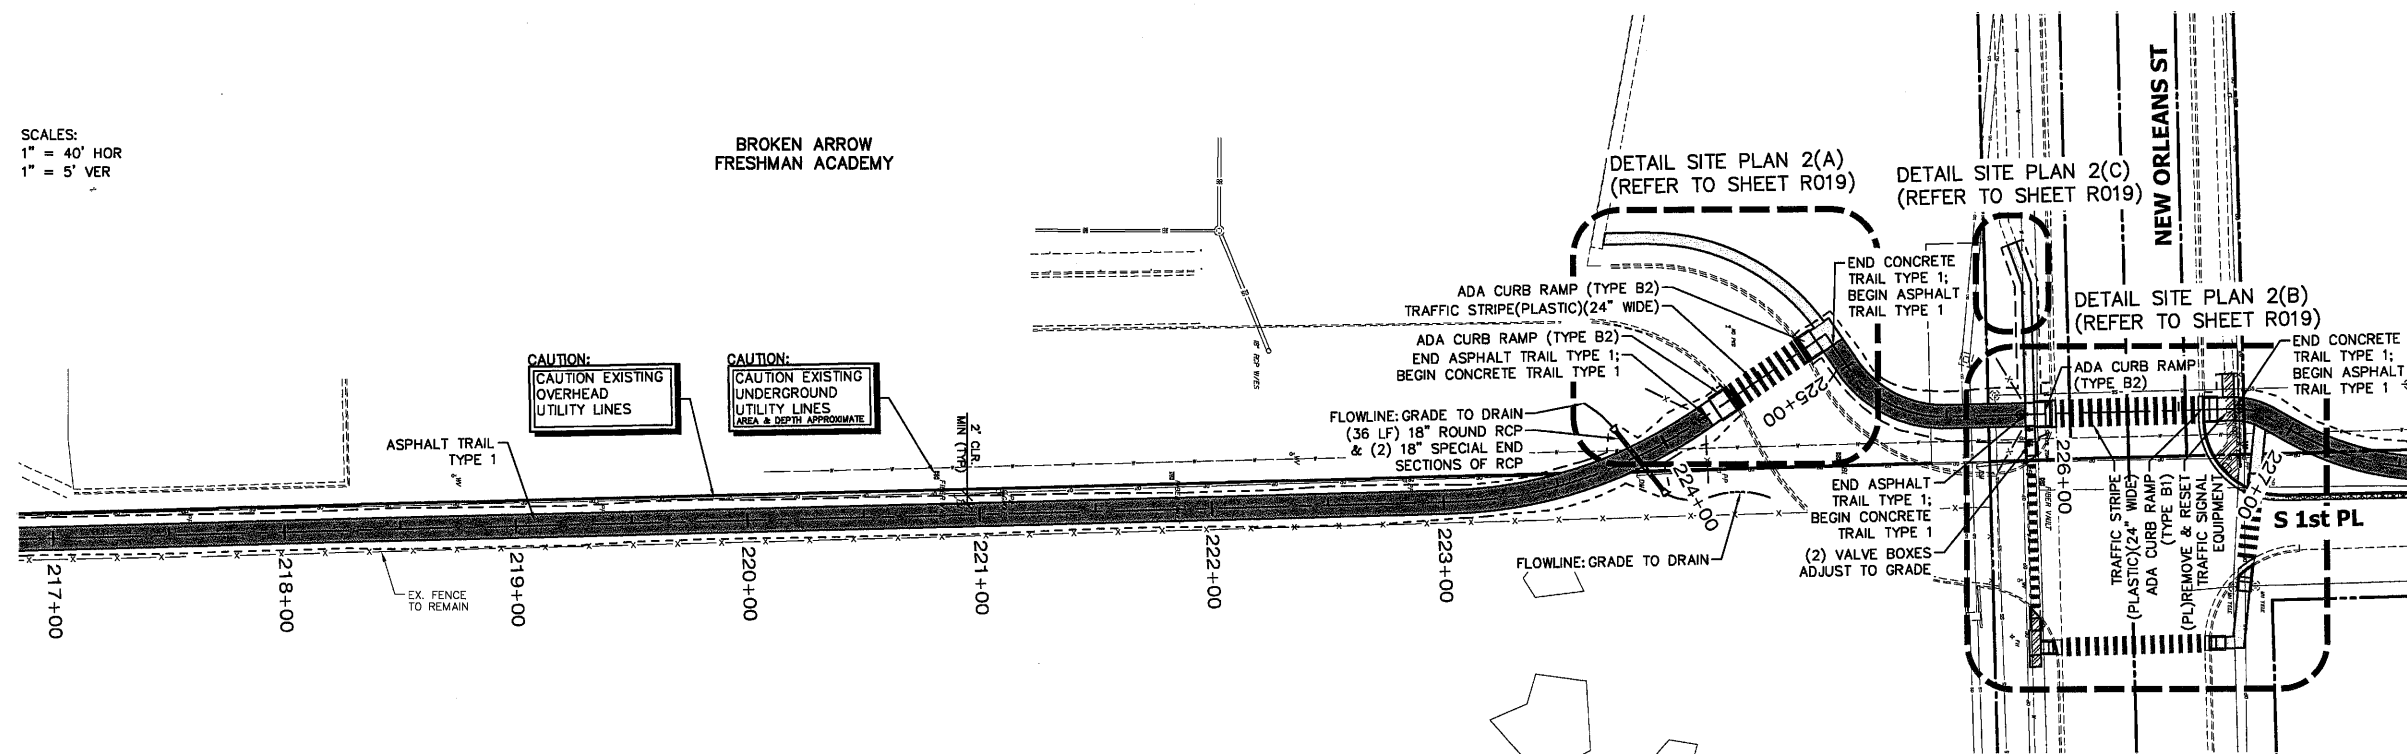 SCALES:
1" = 40' HOR
1" = 5' VER
BROKEN ARROW
FRESHMAN ACADEMY
CAUTION:
CAUTION EXISTING
OVERHEAD
UTILITY LINES
CAUTION:
CAUTION EXISTING
UNDERGROUND
UTILITY LINES
AREA & DEPTH APPROXIMATE
ASPHALT TRAIL
TYPE 1
2' CLR
MIN (TYP)
EX. FENCE
TO REMAIN
217+00
218+00
219+00
220+00
221+00
222+00
223+00
224+00
225+00
226+00
227+00
18" RCP W/ES
DETAIL SITE PLAN 2(A)
(REFER TO SHEET R019)
ADA CURB RAMP (TYPE B2)
TRAFFIC STRIPE(PLASTIC)(24" WIDE)
ADA CURB RAMP (TYPE B2)
END ASPHALT TRAIL TYPE 1;
BEGIN CONCRETE TRAIL TYPE 1
FLOWLINE: GRADE TO DRAIN
(36 LF) 18" ROUND RCP
& (2) 18" SPECIAL END
SECTIONS OF RCP
FLOWLINE: GRADE TO DRAIN
END CONCRETE
TRAIL TYPE 1;
BEGIN ASPHALT
TRAIL TYPE 1
DETAIL SITE PLAN 2(C)
(REFER TO SHEET R019)
NEW ORLEANS ST
DETAIL SITE PLAN 2(B)
(REFER TO SHEET R019)
ADA CURB RAMP
(TYPE B2)
END CONCRETE
TRAIL TYPE 1;
BEGIN ASPHALT
TRAIL TYPE 1
END ASPHALT
TRAIL TYPE 1;
BEGIN CONCRETE
TRAIL TYPE 1
(2) VALVE BOXES
ADJUST TO GRADE
FIBER VAULT
TRAFFIC STRIPE
(PLASTIC)(24" WIDE)
ADA CURB RAMP
(TYPE B1)
(PL)REMOVE & RESET
TRAFFIC SIGNAL
EQUIPMENT
S 1st PL